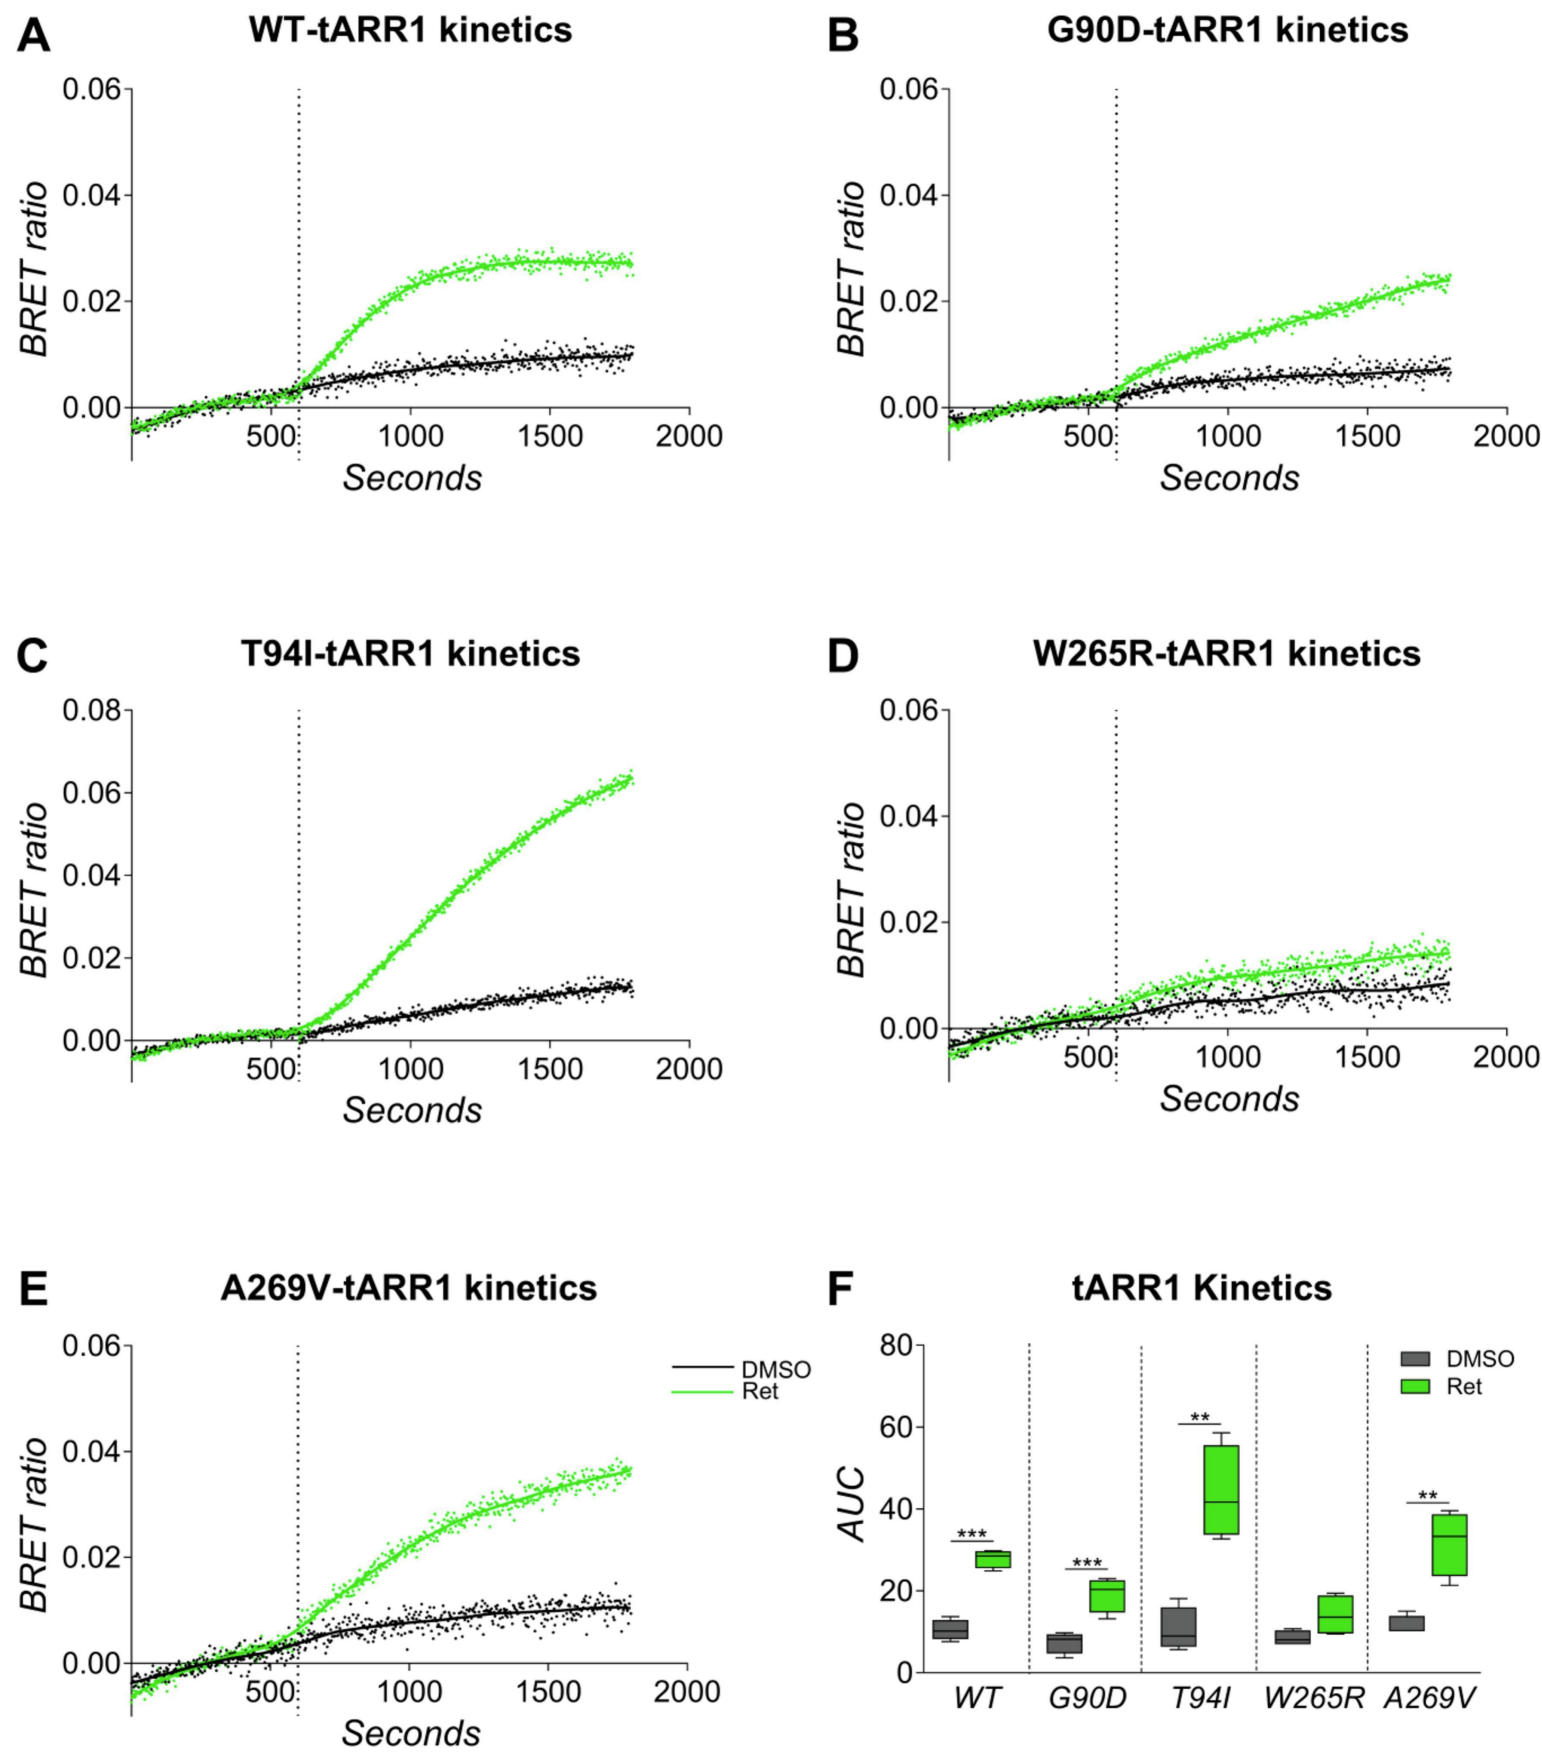 A
WT-tARR1 kinetics
BRET ratio
0.06
0.04
0.02
0.00
500 1000 1500 2000
Seconds
B
G90D-tARR1 kinetics
BRET ratio
0.06
0.04
0.02
0.00
500 1000 1500 2000
Seconds
C
T94I-tARR1 kinetics
BRET ratio
0.08
0.06
0.04
0.02
0.00
500 1000 1500 2000
Seconds
D
W265R-tARR1 kinetics
BRET ratio
0.06
0.04
0.02
0.00
500 1000 1500 2000
Seconds
E
A269V-tARR1 kinetics
BRET ratio
0.06
0.04
0.02
0.00
500 1000 1500 2000
Seconds
DMSO
Ret
F
tARR1 Kinetics
AUC
80
60
40
20
0
DMSO
Ret
***
***
**
**
WT G90D T94I W265R A269V